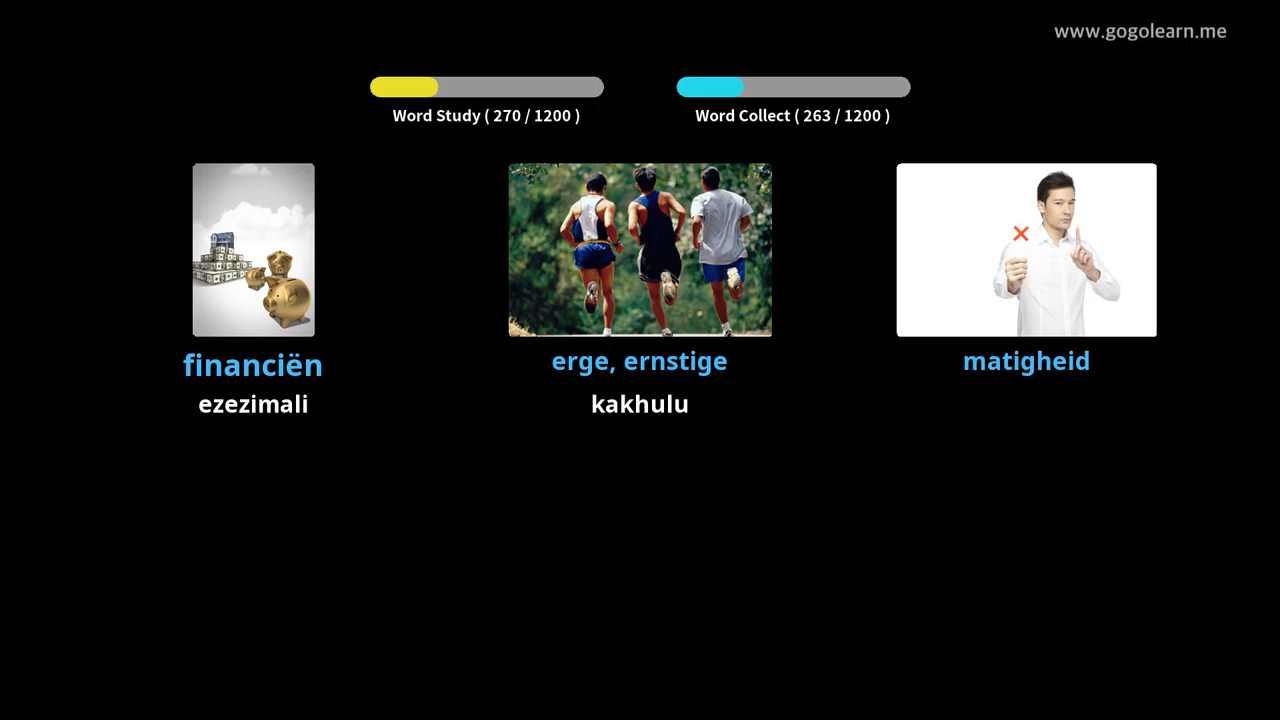 www.gogolearn.me
Word Study ( 270 / 1200 )
Word Collect ( 263 / 1200 )
financiën
erge, ernstige
matigheid
ezezimali
kakhulu